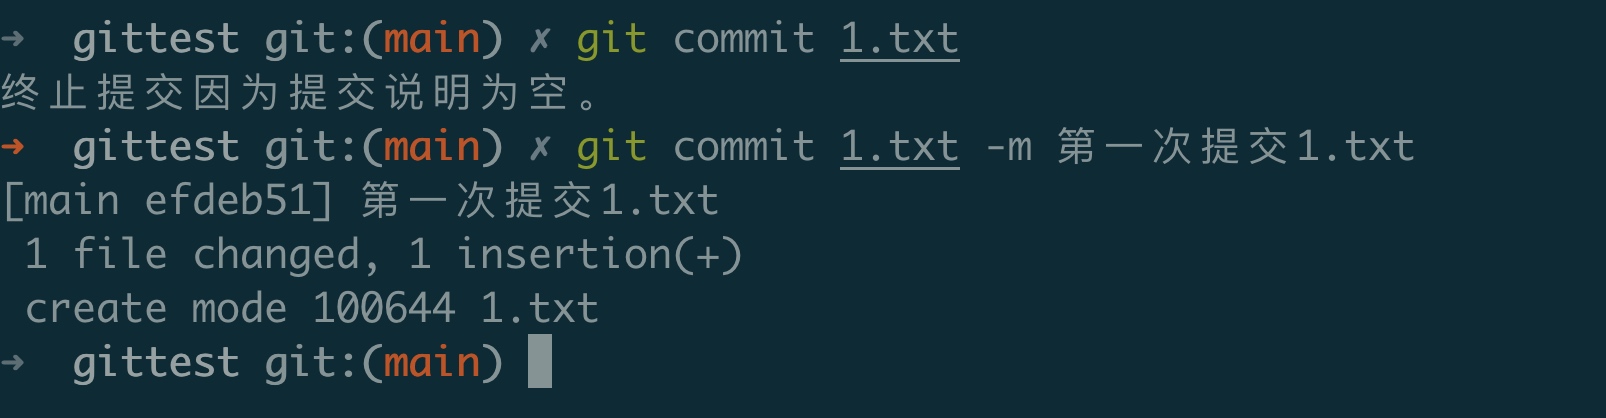 ➜ gittest git:(main) ✗ git commit 1.txt
终止提交因为提交说明为空。
➜ gittest git:(main) ✗ git commit 1.txt -m 第一次提交1.txt
[main efdeb51] 第一次提交1.txt
1 file changed, 1 insertion(+)
create mode 100644 1.txt
➜ gittest git:(main)